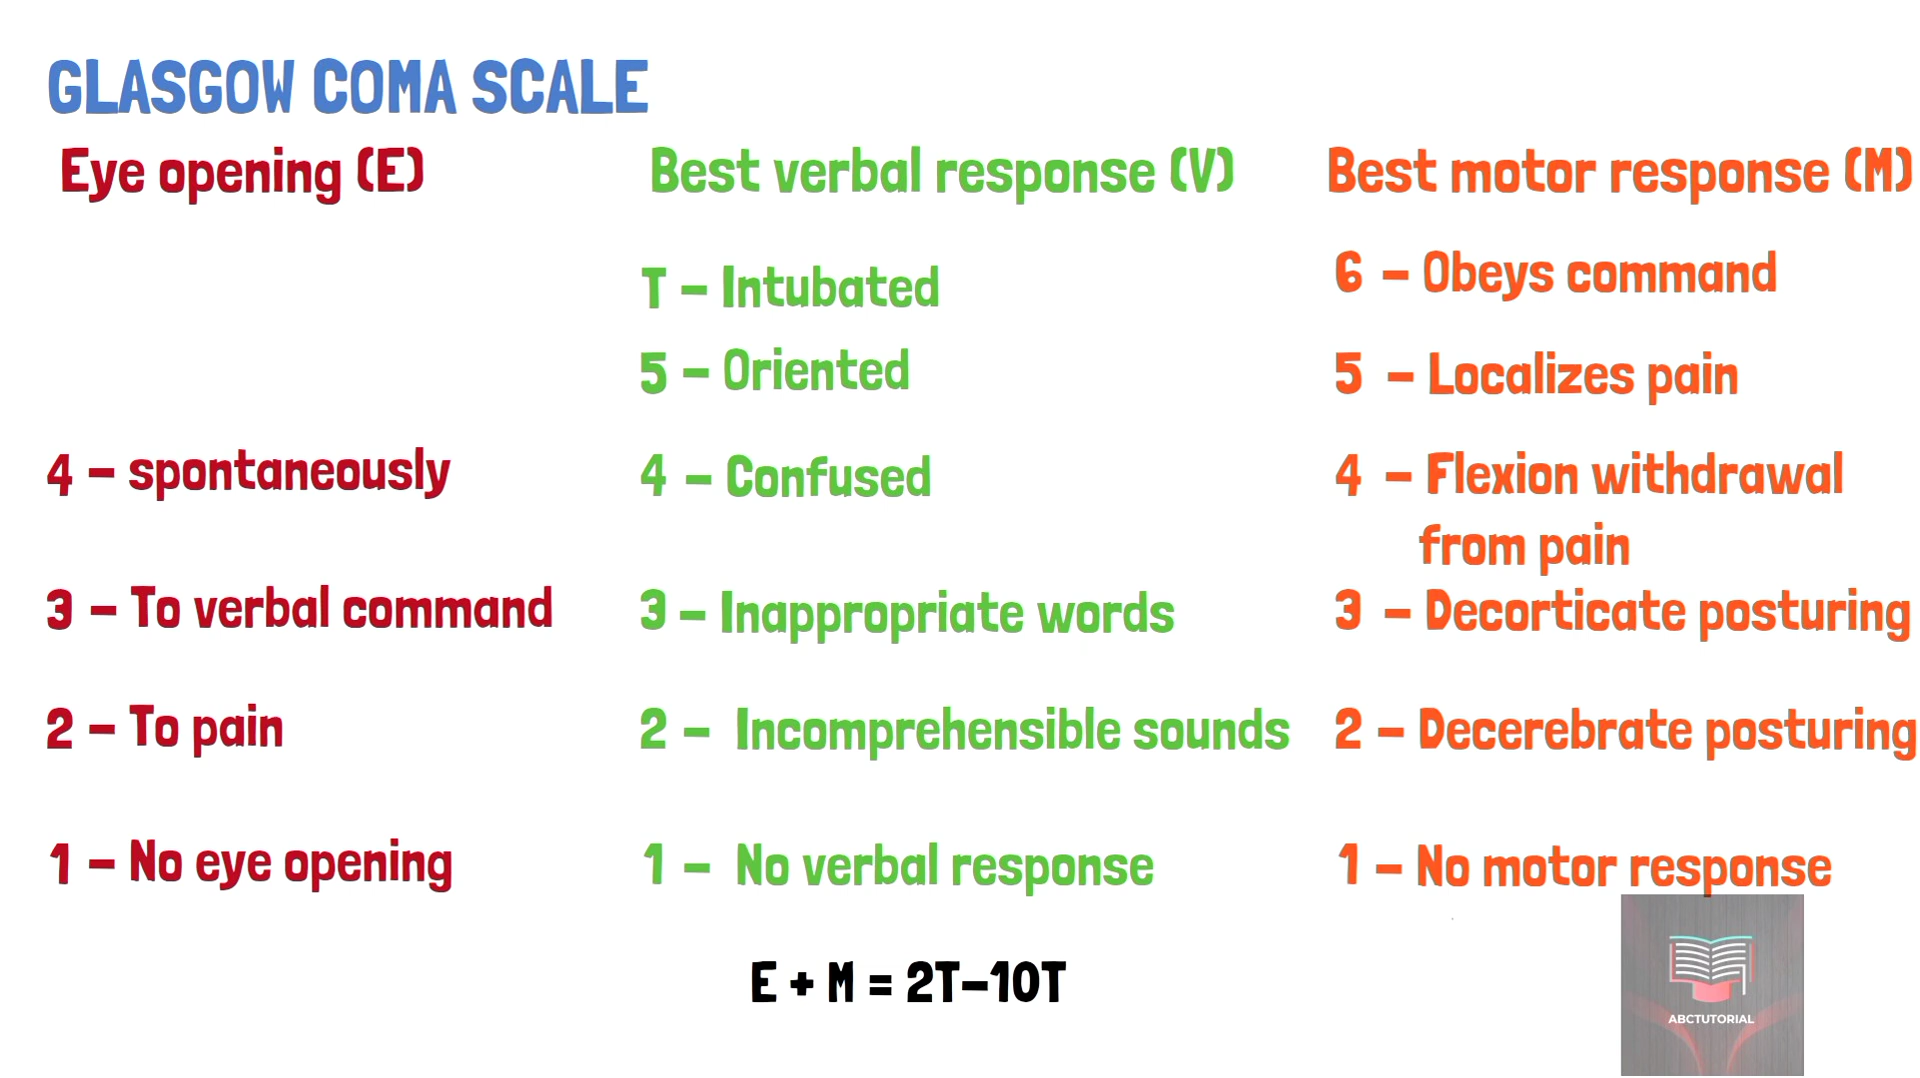 GLASGOW COMA SCALE
Eye opening (E)
4 – spontaneously
3 – To verbal command
2 – To pain
1 – No eye opening
Best verbal response (V)
T – Intubated
5 – Oriented
4 – Confused
3 – Inappropriate words
2 – Incomprehensible sounds
1 – No verbal response
Best motor response (M)
6 – Obeys command
5 – Localizes pain
4 – Flexion withdrawal
from pain
3 – Decorticate posturing
2 – Decerebrate posturing
1 – No motor response
E + M = 2T–10T
ABCTUTORIAL